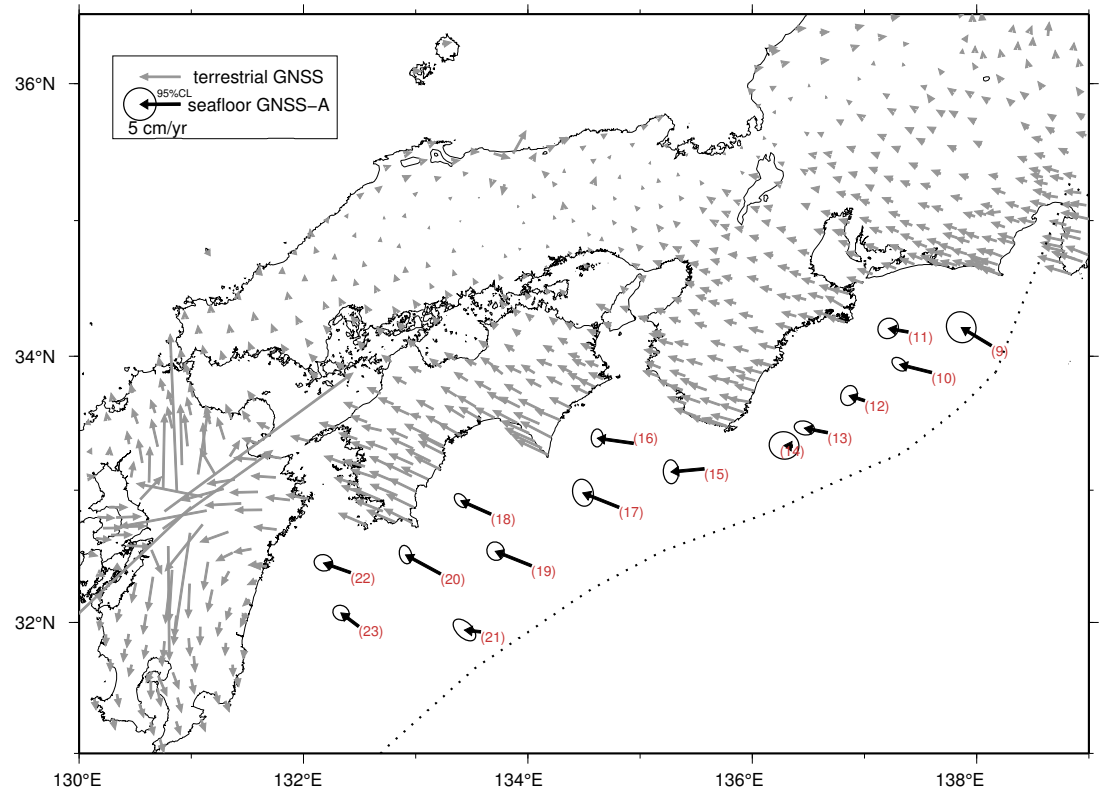 36°N
34°N
32°N
terrestrial GNSS
95%CL
seafloor GNSS−A
5 cm/yr
(11)
(9)
(10)
(12)
(13)
(16)
(14)
(15)
(17)
(18)
(19)
(22)
(20)
(23)
(21)
130°E
132°E
134°E
136°E
138°E